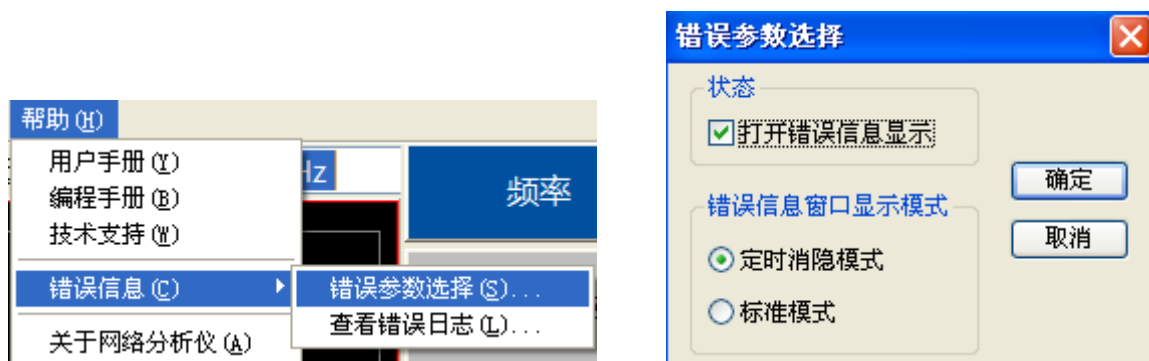 帮助(H)
用户手册(Y)
编程手册(B)
技术支持(W)
错误信息(C)
关于网络分析仪(A)
Hz
频率
错误参数选择(S)...
查看错误日志(L)...
错误参数选择
状态
打开错误信息显示
错误信息窗口显示模式
定时消隐模式
标准模式
确定
取消